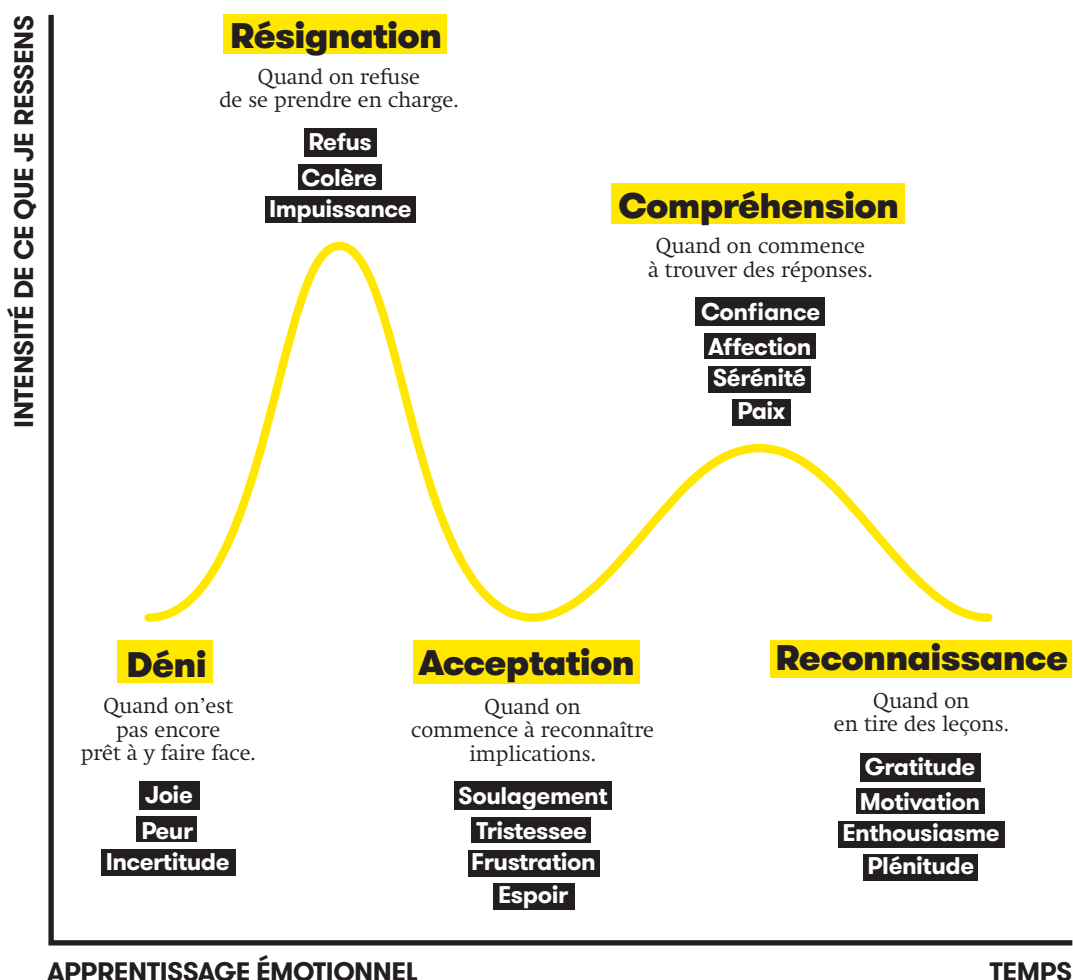 INTENSITÉ DE CE QUE JE RESSENS
Résignation
Quand on refuse
de se prendre en charge.
Refus
Colère
Impuissance
Compréhension
Quand on commence
à trouver des réponses.
Confiance
Affection
Sérénité
Paix
Déni
Quand on’est
pas encore
prêt à y faire face.
Joie
Peur
Incertitude
Acceptation
Quand on
commence à reconnaître
implications.
Soulagement
Tristessee
Frustration
Espoir
Reconnaissance
Quand on
en tire des leçons.
Gratitude
Motivation
Enthousiasme
Plénitude
APPRENTISSAGE ÉMOTIONNEL
TEMPS